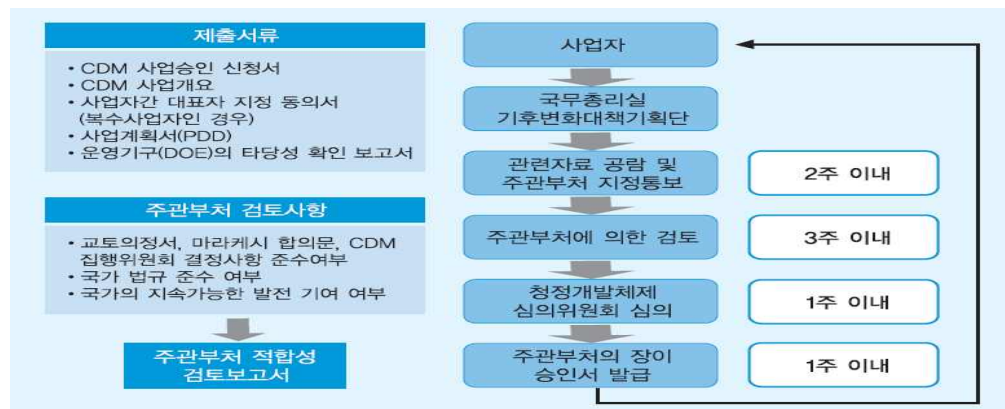 제출서류
• CDM 사업승인 신청서
• CDM 사업개요
• 사업자간 대표자 지정 동의서
(복수사업자인 경우)
• 사업계획서(PDD)
• 운영기구(DOE)의 타당성 확인 보고서
주관부처 검토사항
• 교토의정서, 마라케시 합의문, CDM
집행위원회 결정사항 준수여부
• 국가 법규 준수 여부
• 국가의 지속가능한 발전 기여 여부
주관부처 적합성
검토보고서
사업자
국무총리실
기후변화대책기획단
관련자료 공람 및
주관부처 지정통보
2주 이내
주관부처에 의한 검토
3주 이내
청정개발체제
심의위원회 심의
1주 이내
주관부처의 장이
승인서 발급
1주 이내